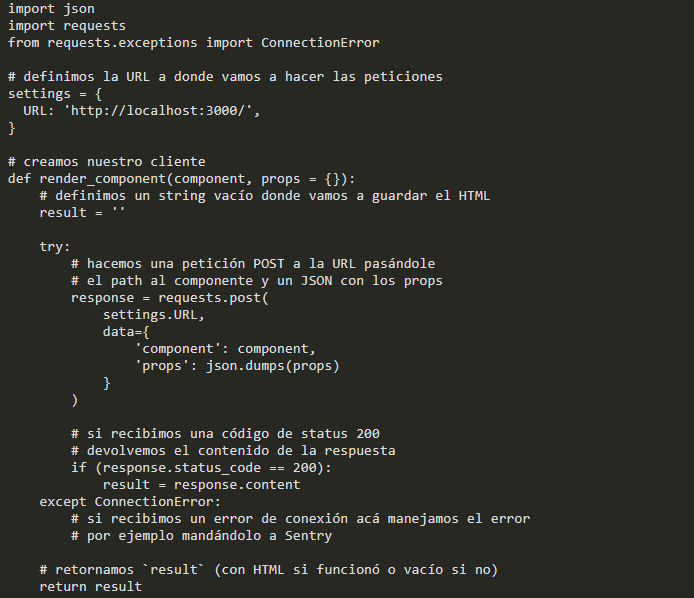 import json
import requests
from requests.exceptions import ConnectionError

# definimos la URL a donde vamos a hacer las peticiones
settings = {
  URL: 'http://localhost:3000/',
}

# creamos nuestro cliente
def render_component(component, props = {}):
    # definimos un string vacío donde vamos a guardar el HTML
    result = ''

    try:
        # hacemos una petición POST a la URL pasándole
        # el path al componente y un JSON con los props
        response = requests.post(
            settings.URL,
            data={
                'component': component,
                'props': json.dumps(props)
            }
        )

        # si recibimos una código de status 200
        # devolvemos el contenido de la respuesta
        if (response.status_code == 200):
            result = response.content
    except ConnectionError:
        # si recibimos un error de conexión acá manejamos el error
        # por ejemplo mandándolo a Sentry

    # retornamos `result` (con HTML si funcionó o vacío si no)
    return result